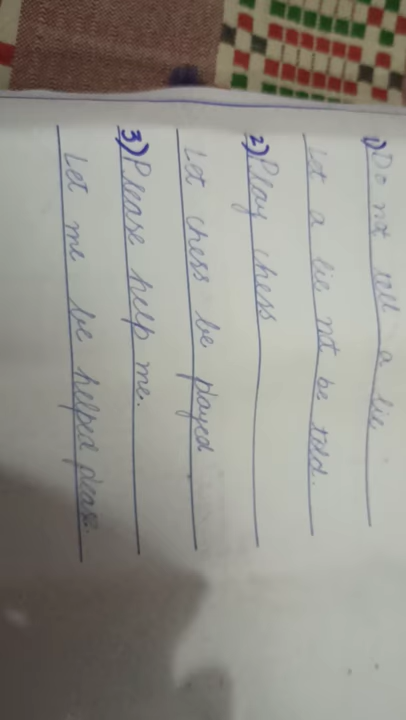 1) Do not tell a lie
Let a lie not be told.
2) Play chess
Let chess be played.
3) Please help me.
Let me be helped please.